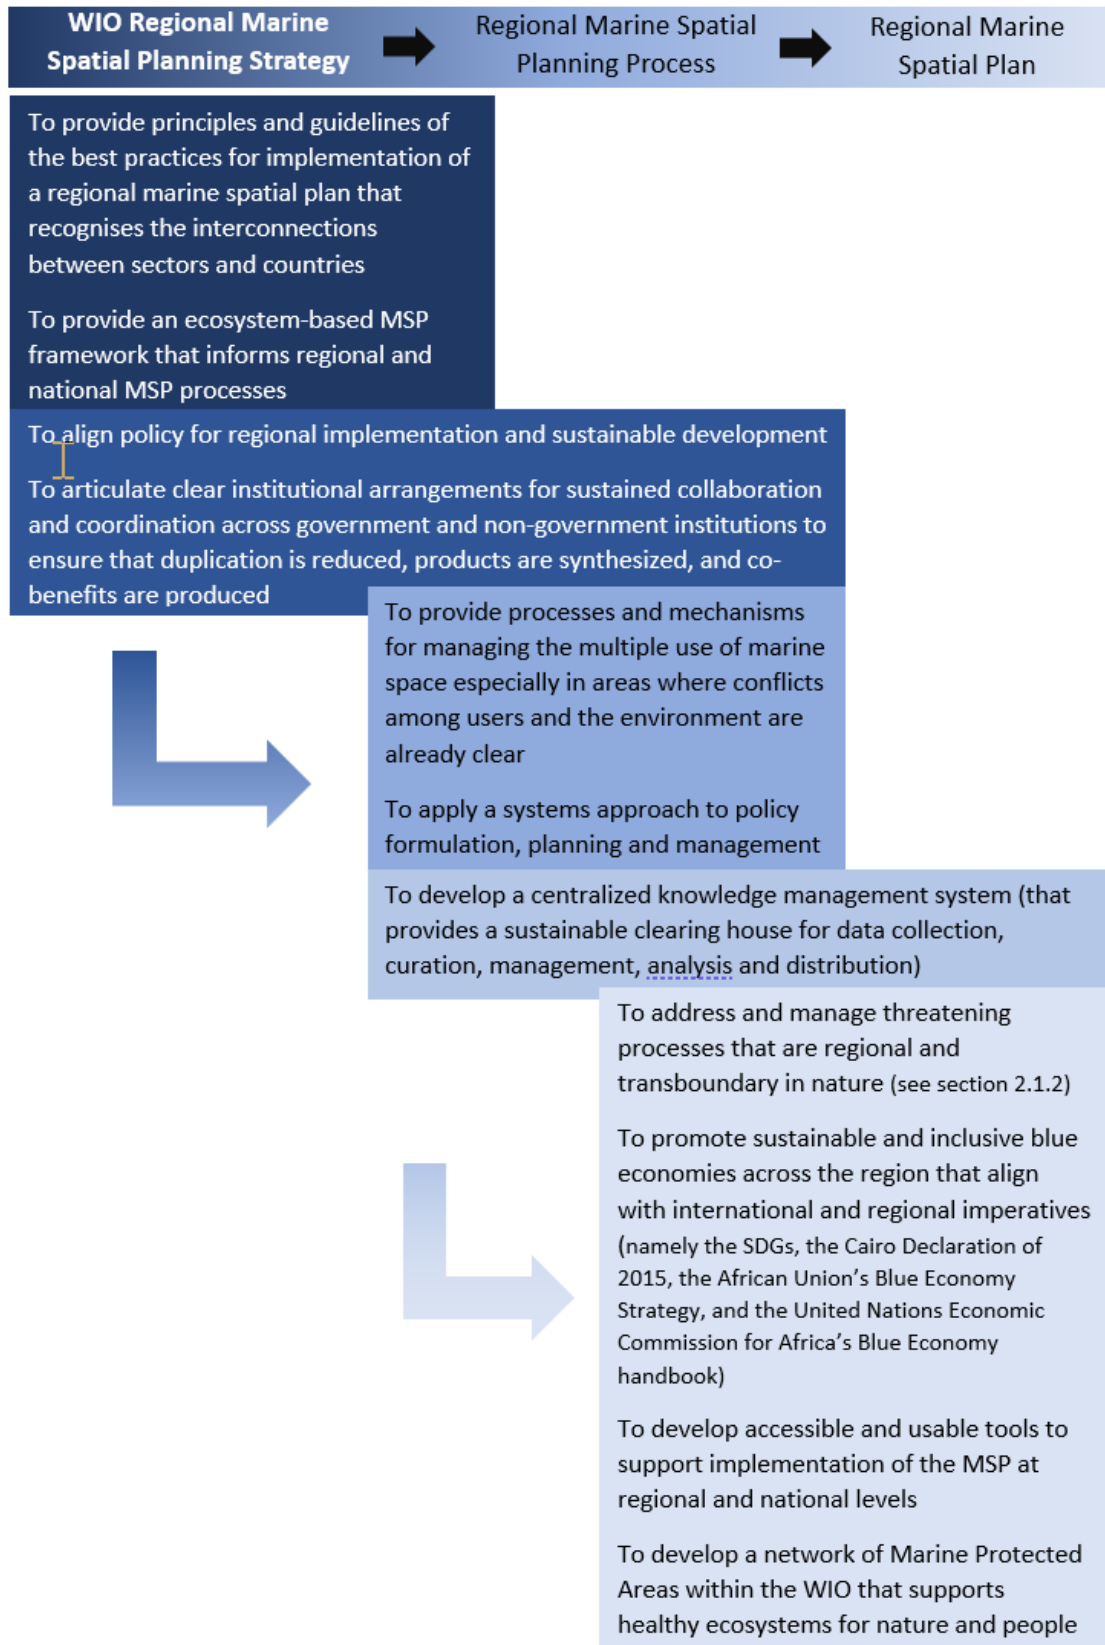 WIO Regional Marine
Spatial Planning Strategy
Regional Marine Spatial
Planning Process
Regional Marine
Spatial Plan
To provide principles and guidelines of
the best practices for implementation of
a regional marine spatial plan that
recognises the interconnections
between sectors and countries
To provide an ecosystem-based MSP
framework that informs regional and
national MSP processes
To align policy for regional implementation and sustainable development
To articulate clear institutional arrangements for sustained collaboration
and coordination across government and non-government institutions to
ensure that duplication is reduced, products are synthesized, and co-
benefits are produced
To provide processes and mechanisms
for managing the multiple use of marine
space especially in areas where conflicts
among users and the environment are
already clear
To apply a systems approach to policy
formulation, planning and management
To develop a centralized knowledge management system (that
provides a sustainable clearing house for data collection,
curation, management, analysis and distribution)
To address and manage threatening
processes that are regional and
transboundary in nature (see section 2.1.2)
To promote sustainable and inclusive blue
economies across the region that align
with international and regional imperatives
(namely the SDGs, the Cairo Declaration of
2015, the African Union’s Blue Economy
Strategy, and the United Nations Economic
Commission for Africa’s Blue Economy
handbook)
To develop accessible and usable tools to
support implementation of the MSP at
regional and national levels
To develop a network of Marine Protected
Areas within the WIO that supports
healthy ecosystems for nature and people